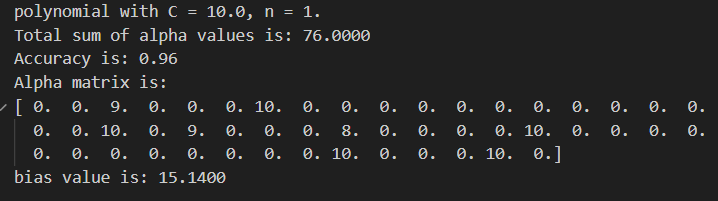 polynomial with C = 10.0, n = 1.
Total sum of alpha values is: 76.0000
Accuracy is: 0.96
Alpha matrix is:
[ 0. 0. 9. 0. 0. 0. 10. 0. 0. 0. 0. 0. 0. 0. 0. 0. 0. 0.
0. 0. 10. 0. 9. 0. 0. 0. 8. 0. 0. 0. 0. 10. 0. 0. 0. 0.
0. 0. 0. 0. 0. 0. 0. 0. 10. 0. 0. 0. 10. 0.]
bias value is: 15.1400